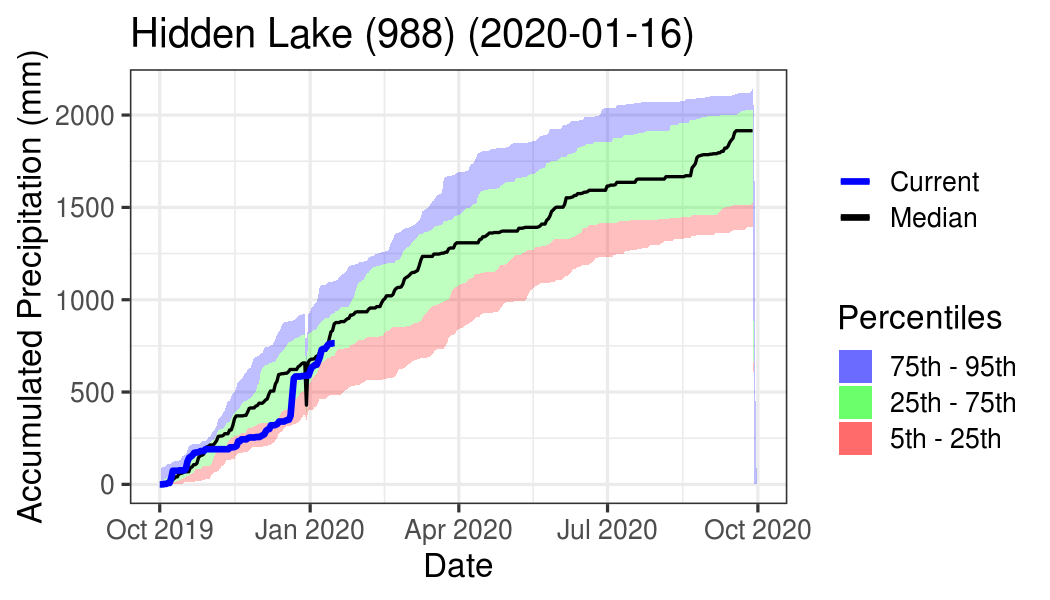 Hidden Lake (988) (2020-01-16)
Accumulated Precipitation (mm)
2000
1500
1000
500
0
Oct 2019
Jan 2020
Apr 2020
Jul 2020
Oct 2020
Date
Current
Median
Percentiles
75th - 95th
25th - 75th
5th - 25th